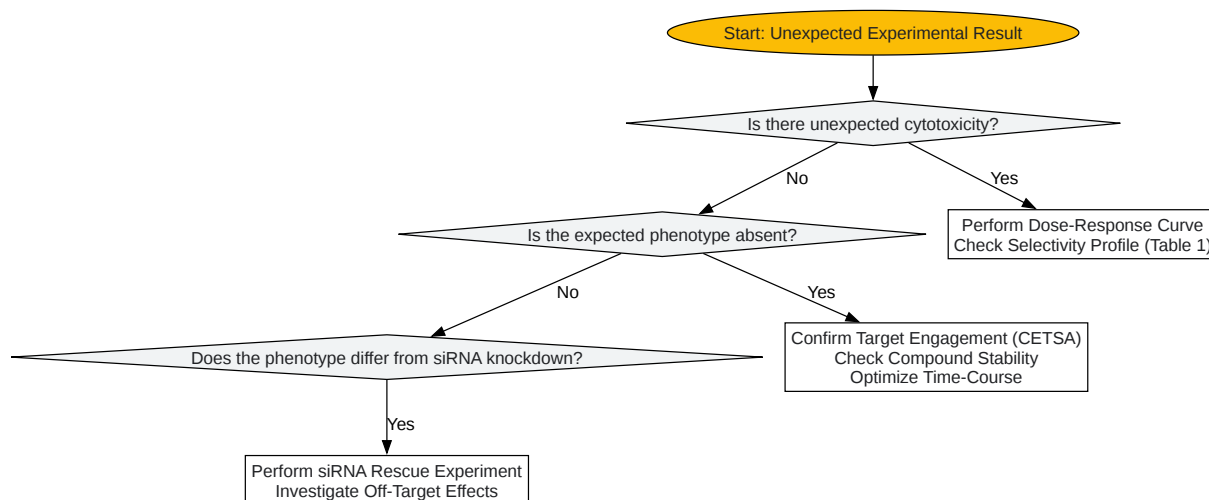 Start: Unexpected Experimental Result
Is there unexpected cytotoxicity?
No
Yes
Is the expected phenotype absent?
Perform Dose-Response Curve
Check Selectivity Profile (Table 1)
No
Yes
Does the phenotype differ from siRNA knockdown?
Confirm Target Engagement (CETSA)
Check Compound Stability
Optimize Time-Course
Yes
Perform siRNA Rescue Experiment
Investigate Off-Target Effects